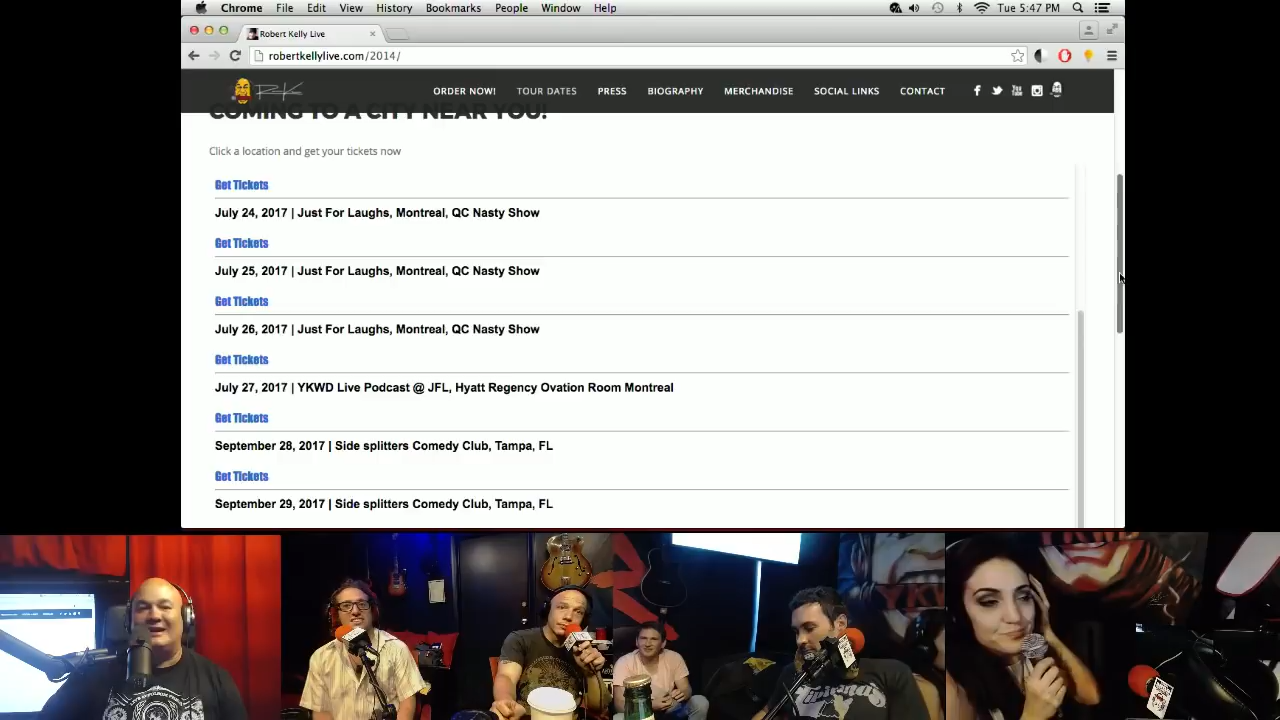 Chrome File Edit View History Bookmarks People Window Help Tue 5:47 PM
Robert Kelly Live
robertkellylive.com/2014/
ORDER NOW! TOUR DATES PRESS BIOGRAPHY MERCHANDISE SOCIAL LINKS CONTACT
COMING TO A CITY NEAR YOU!
Click a location and get your tickets now
Get Tickets
July 24, 2017 | Just For Laughs, Montreal, QC Nasty Show
Get Tickets
July 25, 2017 | Just For Laughs, Montreal, QC Nasty Show
Get Tickets
July 26, 2017 | Just For Laughs, Montreal, QC Nasty Show
Get Tickets
July 27, 2017 | YKWD Live Podcast @ JFL, Hyatt Regency Ovation Room Montreal
Get Tickets
September 28, 2017 | Side splitters Comedy Club, Tampa, FL
Get Tickets
September 29, 2017 | Side splitters Comedy Club, Tampa, FL